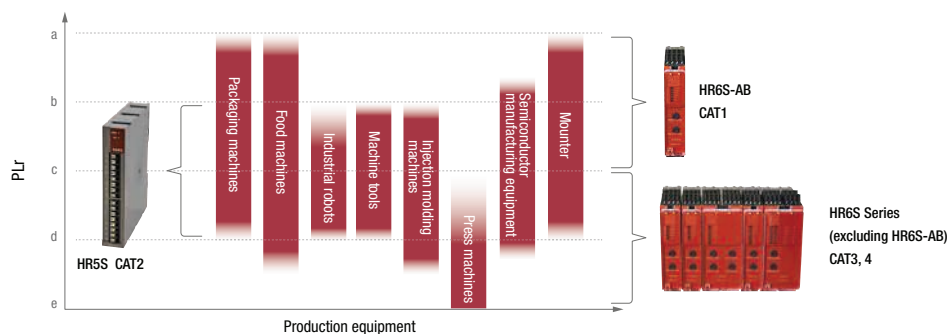 a
b
c
d
e
PLr
HR5S CAT2
Packaging machines
Food machines
Industrial robots
Machine tools
Injection molding
machines
Press machines
Semiconductor
manufacturing equipment
Mounter
Production equipment
HR6S-AB
CAT1
HR6S Series
(excluding HR6S-AB)
CAT3, 4